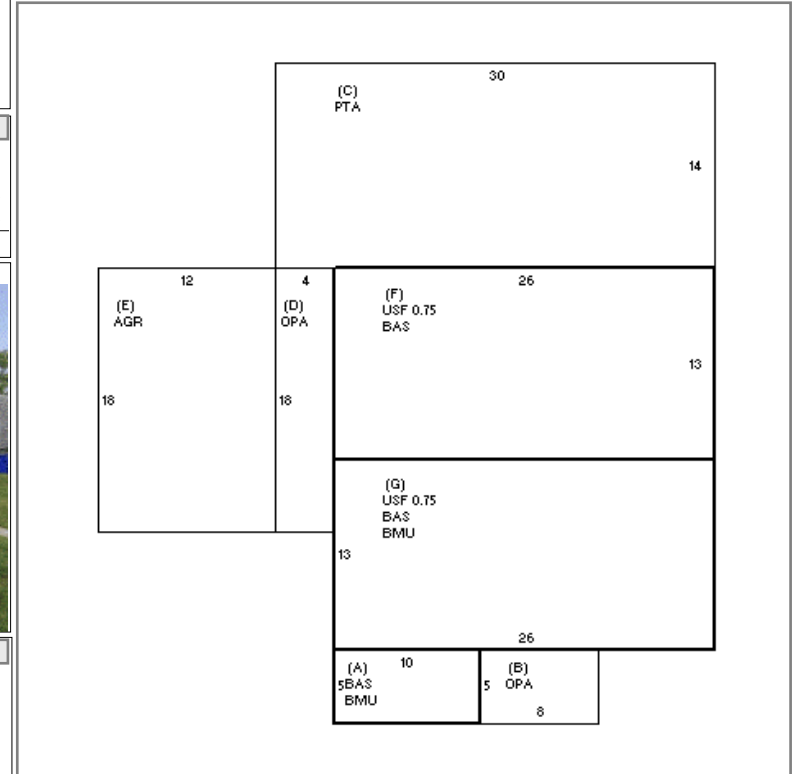 30
(C)
PTA
14
12
4
26
(E)
AGR
(D)
OPA
(F)
USF 0.75
BAS
13
18
18
(G)
USF 0.75
BAS
BMU
13
26
(A)
10
(B)
5BAS
5
OPA
BMU
8